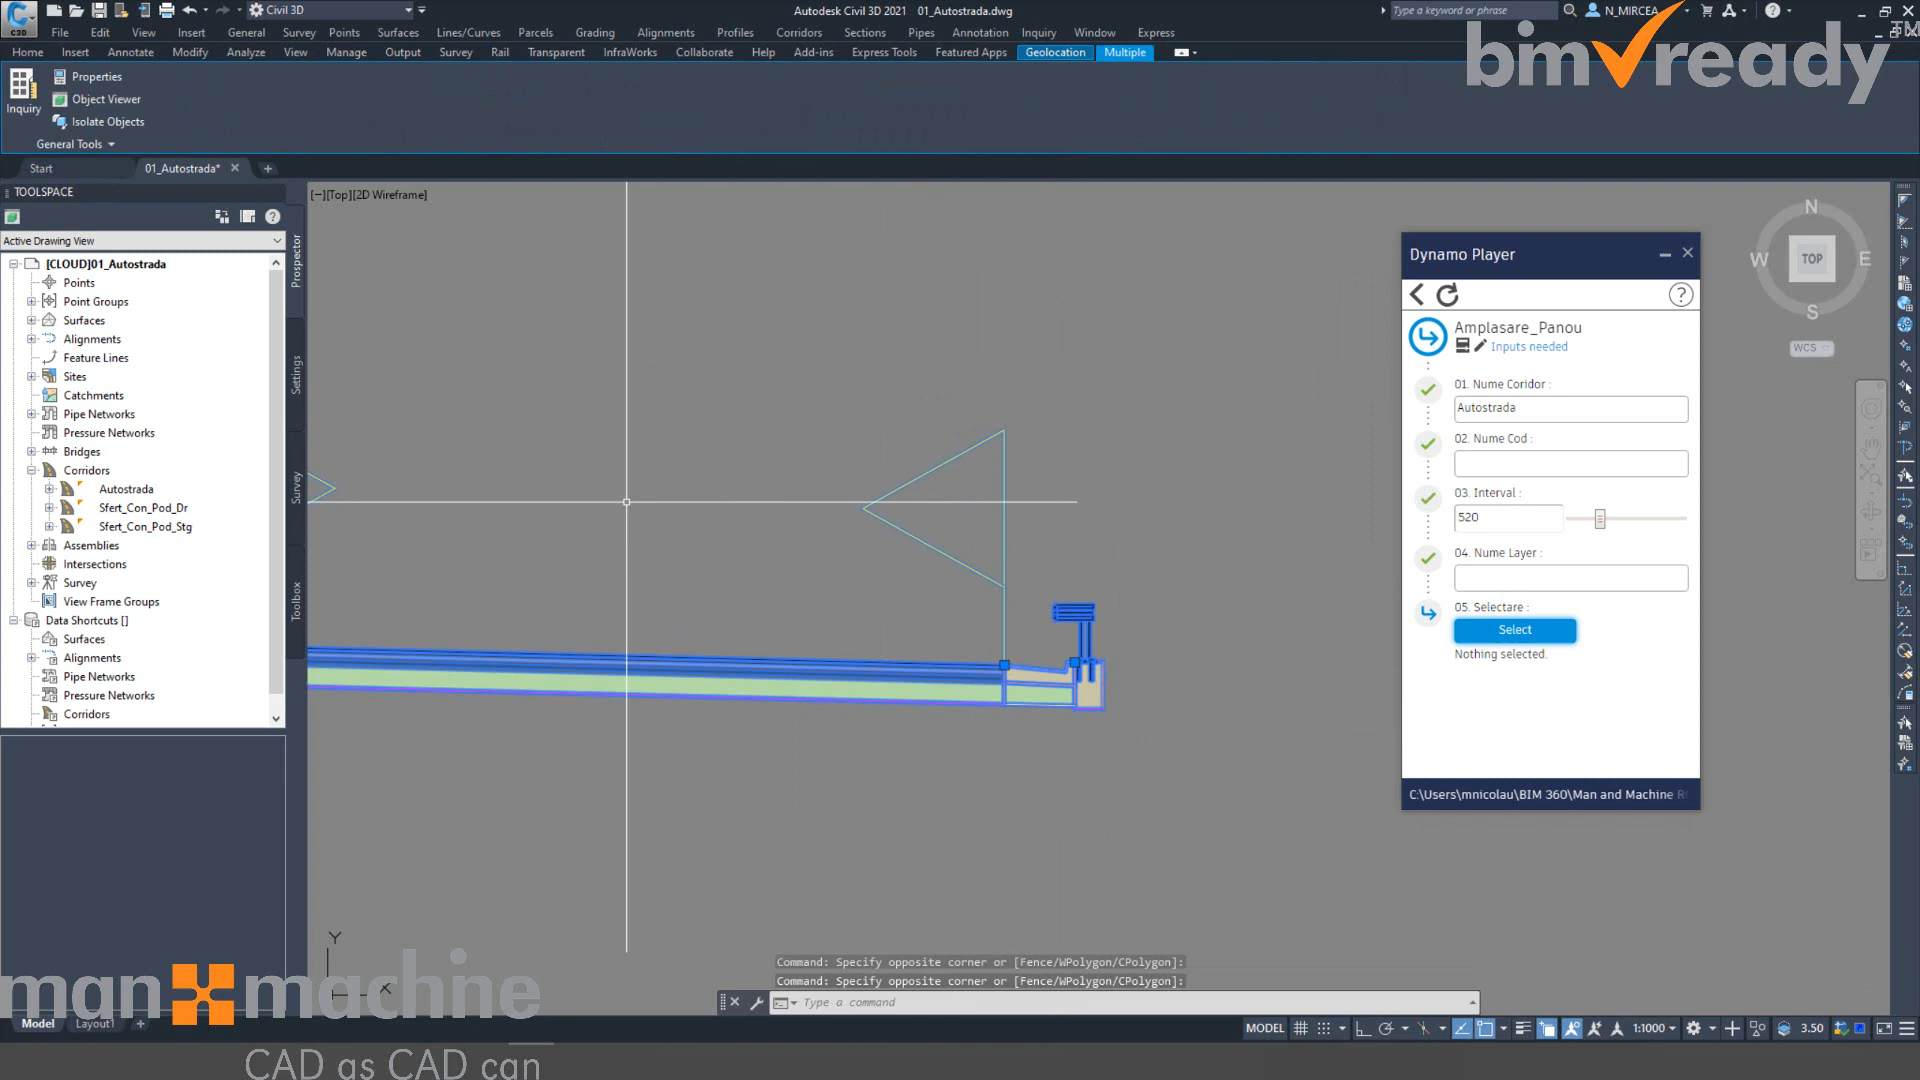 Civil 3D
Autodesk Civil 3D 2021 01_Autostrada.dwg
Type a keyword or phrase
N_MIRCEA
File Edit View Insert General Survey Points Surfaces Lines/Curves Parcels Grading Alignments Profiles Corridors Sections Pipes Annotation Inquiry Window Express
Home Insert Annotate Modify Analyze View Manage Output Survey Rail Transparent InfraWorks Collaborate Help Add-ins Express Tools Featured Apps Geolocation Multiple
bim ready
TM
Inquiry
Properties
Object Viewer
Isolate Objects
General Tools
Start
01_Autostrada*
TOOLSPACE
Active Drawing View
[CLOUD]01_Autostrada
Points
Point Groups
Surfaces
Alignments
Feature Lines
Sites
Catchments
Pipe Networks
Pressure Networks
Bridges
Corridors
Autostrada
Sfert_Con_Pod_Dr
Sfert_Con_Pod_Stg
Assemblies
Intersections
Survey
View Frame Groups
Data Shortcuts []
Surfaces
Alignments
Pipe Networks
Pressure Networks
Corridors
Prospector
Settings
Survey
Toolbox
[−][Top][2D Wireframe]
N
W
TOP
E
S
WCS
Dynamo Player
Amplasare_Panou
Inputs needed
01. Nume Coridor :
Autostrada
02. Nume Cod :
03. Interval :
520
04. Nume Layer :
05. Selectare :
Select
Nothing selected.
C:\Users\mnicolau\BIM 360\Man and Machine R
Y
X
Command: Specify opposite corner or [Fence/WPolygon/CPolygon]:
Command: Specify opposite corner or [Fence/WPolygon/CPolygon]:
Type a command
man machine
Model Layout1
CAD as CAD can
MODEL
1:1000
3.50